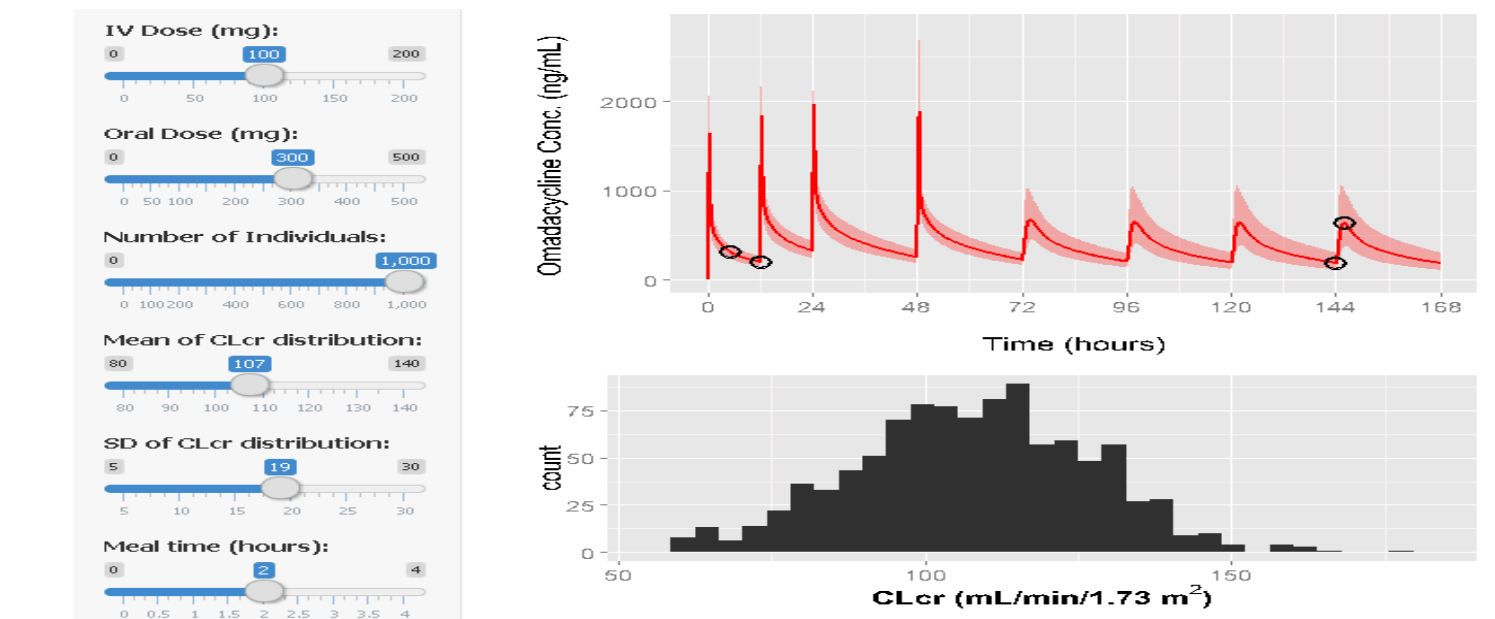 IV Dose (mg):
0 100 200
0 50 100 150 200
Oral Dose (mg):
0 300 500
0 50 100 200 300 400 500
Number of Individuals:
0 1,000
0 100 200 400 600 800 1,000
Mean of CLcr distribution:
80 107 140
80 90 100 110 120 130 140
SD of CLcr distribution:
5 19 30
5 10 15 20 25 30
Meal time (hours):
0 2 4
0 0.5 1 1.5 2 2.5 3 3.5 4
Omadacycline Conc. (ng/mL)
2000
1000
0
0 24 48 72 96 120 144 168
Time (hours)
count
75
50
25
0
50 100 150
CLcr (mL/min/1.73 m²)